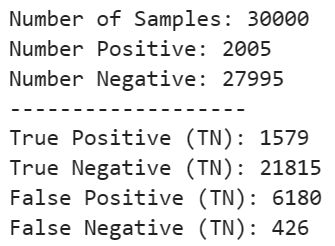 Number of Samples: 30000
Number Positive: 2005
Number Negative: 27995
-------------------
True Positive (TN): 1579
True Negative (TN): 21815
False Positive (TN): 6180
False Negative (TN): 426